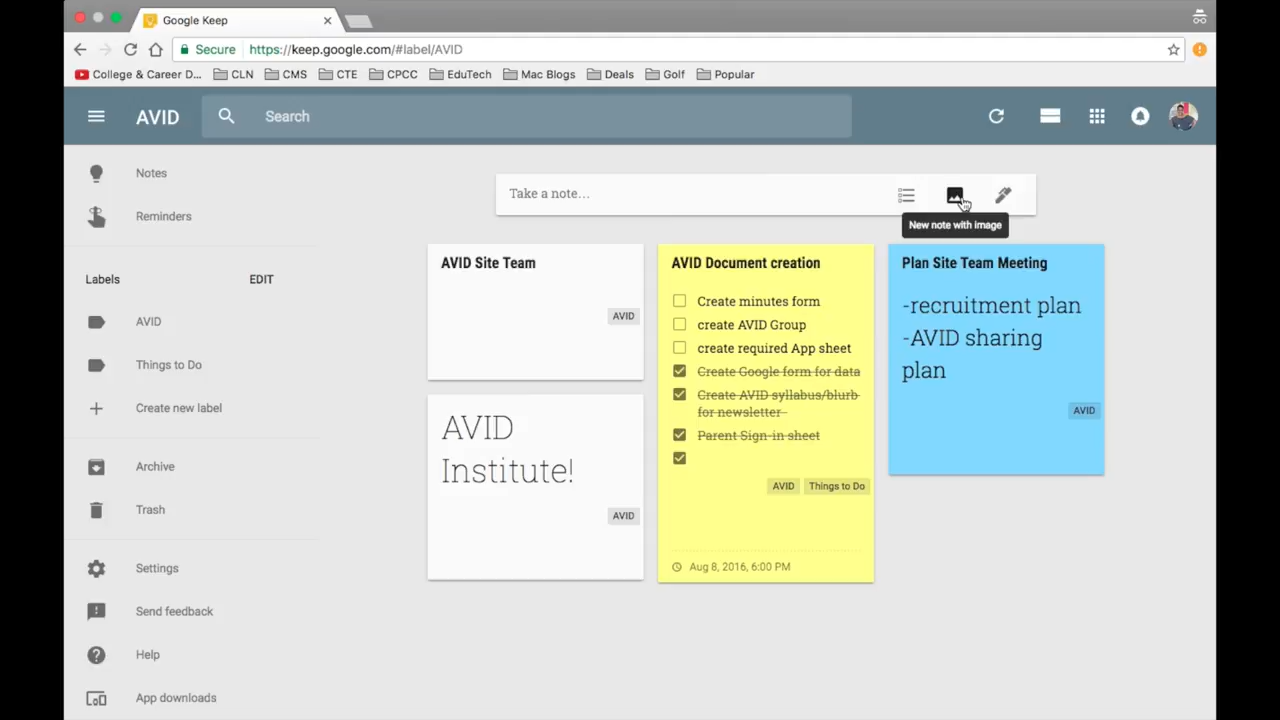 Google Keep
Secure https://keep.google.com/#label/AVID
College & Career D... CLN CMS CTE CPCC EduTech Mac Blogs Deals Golf Popular
AVID Search
Notes
Reminders
Labels EDIT
AVID
Things to Do
Create new label
Archive
Trash
Settings
Send feedback
Help
App downloads
Take a note...
New note with image
AVID Site Team
AVID
AVID
Institute!
AVID
AVID Document creation
Create minutes form
create AVID Group
create required App sheet
Create Google form for data
Create AVID syllabus/blurb
for newsletter
Parent Sign-in sheet
AVID Things to Do
Aug 8, 2016, 6:00 PM
Plan Site Team Meeting
-recruitment plan
-AVID sharing
plan
AVID